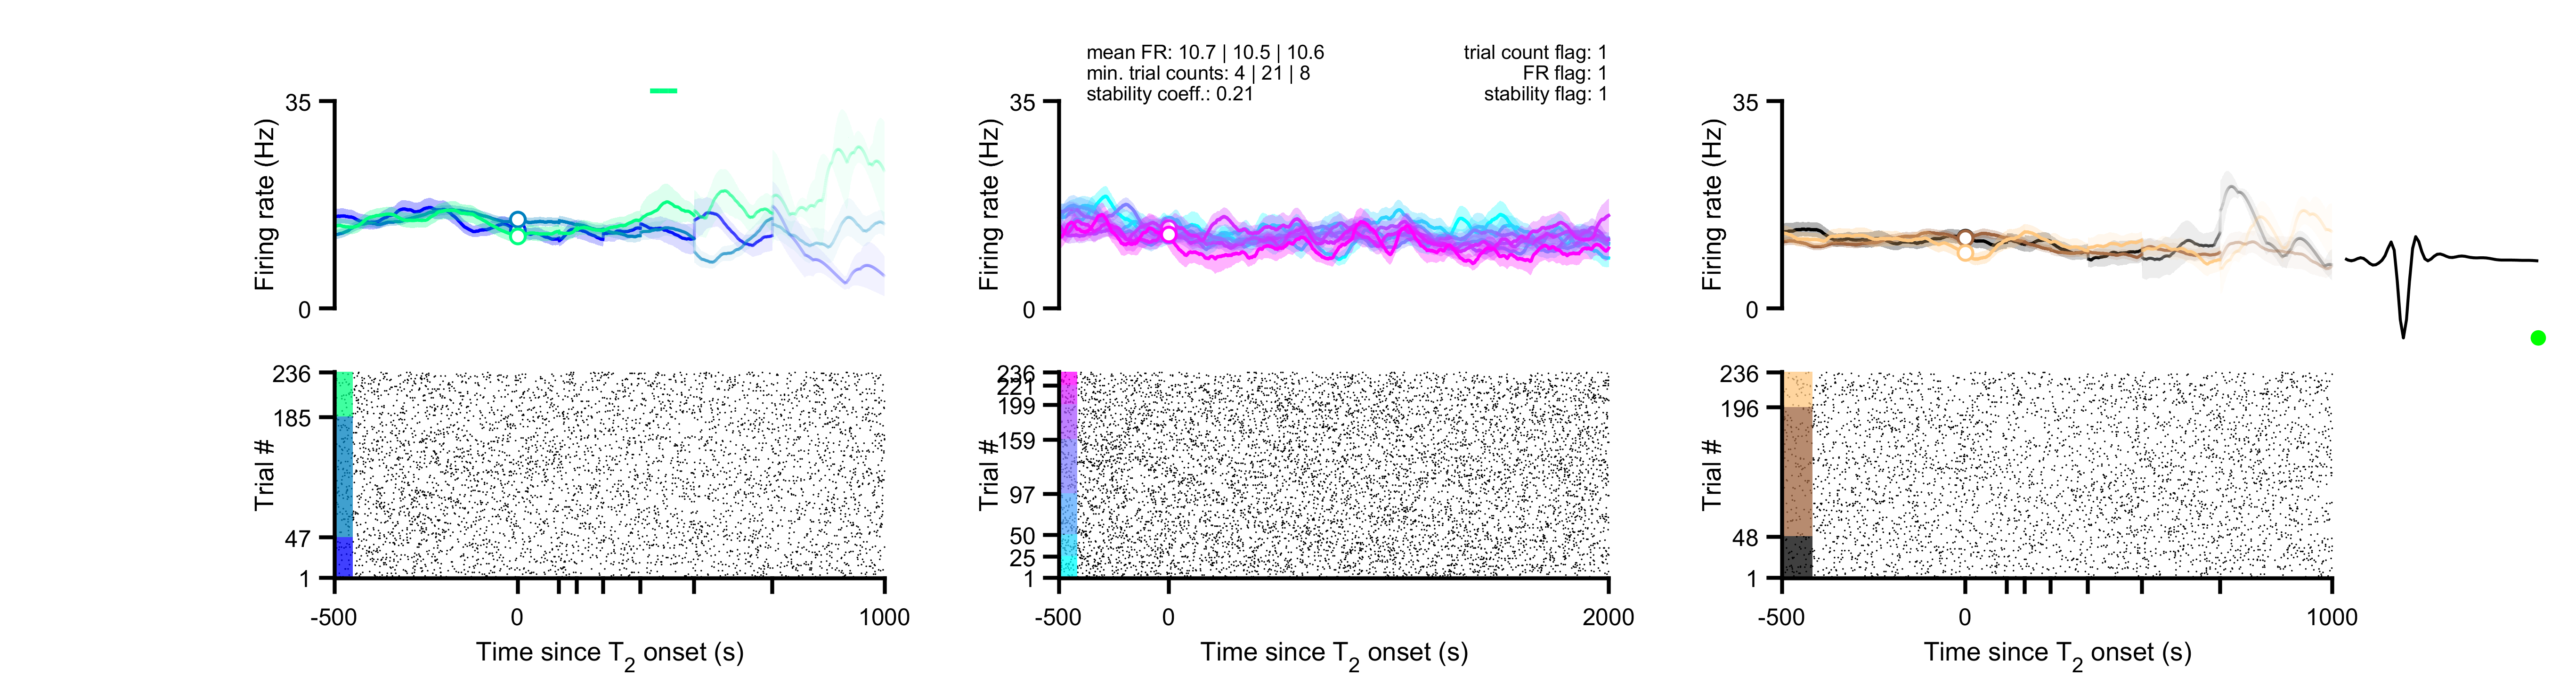 mean FR: 10.7 | 10.5 | 10.6
min. trial counts: 4 | 21 | 8
stability coeff.: 0.21
trial count flag: 1
FR flag: 1
stability flag: 1
35
Firing rate (Hz)
0
35
Firing rate (Hz)
0
35
Firing rate (Hz)
0
236
185
Trial #
47
1
-500
0
1000
Time since T2 onset (s)
236
221
199
159
Trial #
97
50
25
1
-500
0
2000
Time since T2 onset (s)
236
196
Trial #
48
1
-500
0
1000
Time since T2 onset (s)